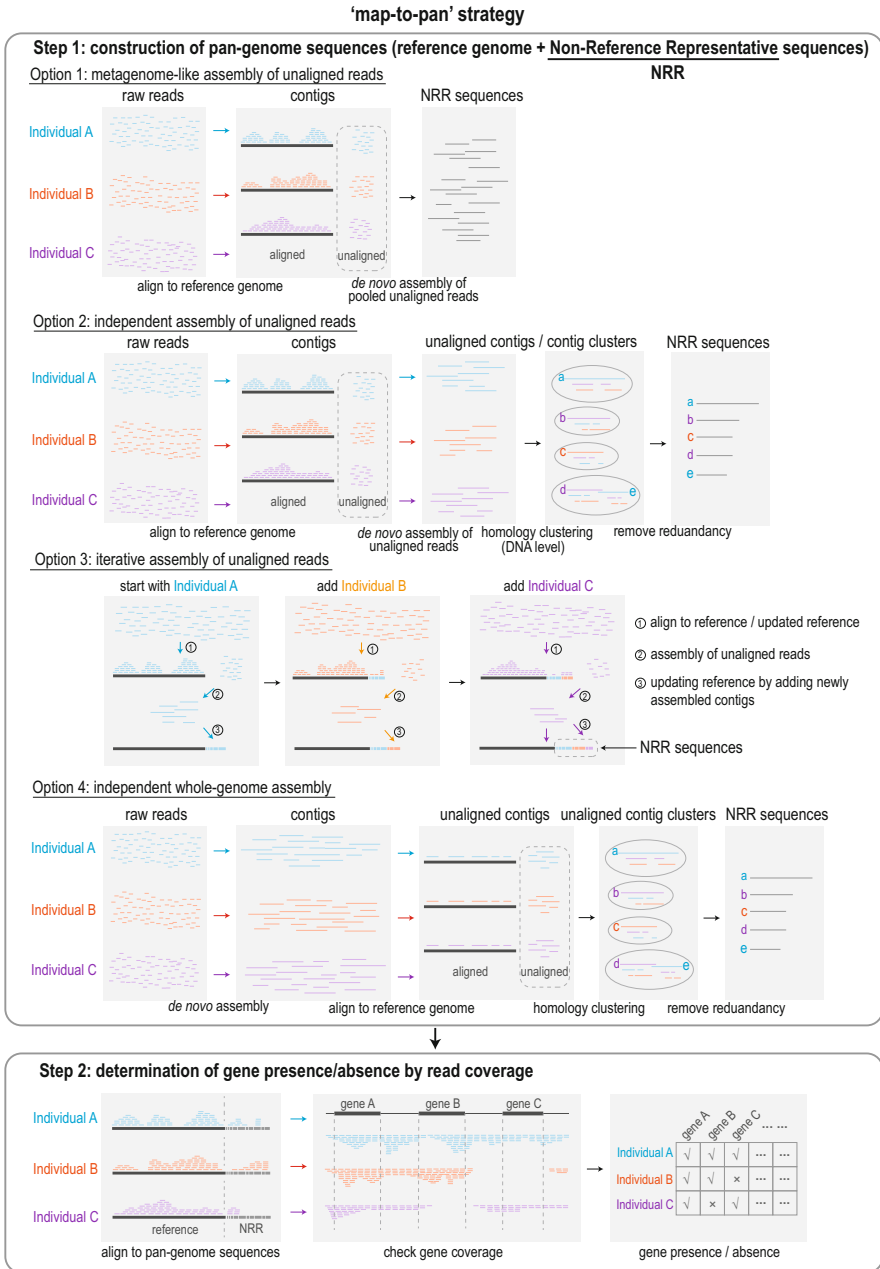 ‘map-to-pan’ strategy
Step 1: construction of pan-genome sequences (reference genome + Non-Reference Representative sequences)
NRR
Option 1: metagenome-like assembly of unaligned reads
raw reads
contigs
NRR sequences
Individual A
Individual B
Individual C
aligned
unaligned
align to reference genome
de novo assembly of
pooled unaligned reads
Option 2: independent assembly of unaligned reads
raw reads
contigs
unaligned contigs / contig clusters
NRR sequences
Individual A
a
a
b
b
Individual B
c
c
d
Individual C
aligned
unaligned
d
e
e
align to reference genome
de novo assembly of
unaligned reads
homology clustering
(DNA level)
remove reduandancy
Option 3: iterative assembly of unaligned reads
start with Individual A
add Individual B
add Individual C
① align to reference / updated reference
② assembly of unaligned reads
③ updating reference by adding newly
assembled contigs
①
①
①
②
②
②
③
③
③
NRR sequences
Option 4: independent whole-genome assembly
raw reads
contigs
unaligned contigs
unaligned contig clusters
NRR sequences
Individual A
a
a
b
b
Individual B
c
c
d
Individual C
aligned
unaligned
d
e
e
de novo assembly
align to reference genome
homology clustering
remove reduandancy
Step 2: determination of gene presence/absence by read coverage
Individual A
Individual B
Individual C
reference
NRR
gene A
gene B
gene C
gene A gene B gene C ... ...
Individual A √ √ √ ... ...
Individual B √ √ × ... ...
Individual C √ × √ ... ...
align to pan-genome sequences
check gene coverage
gene presence / absence